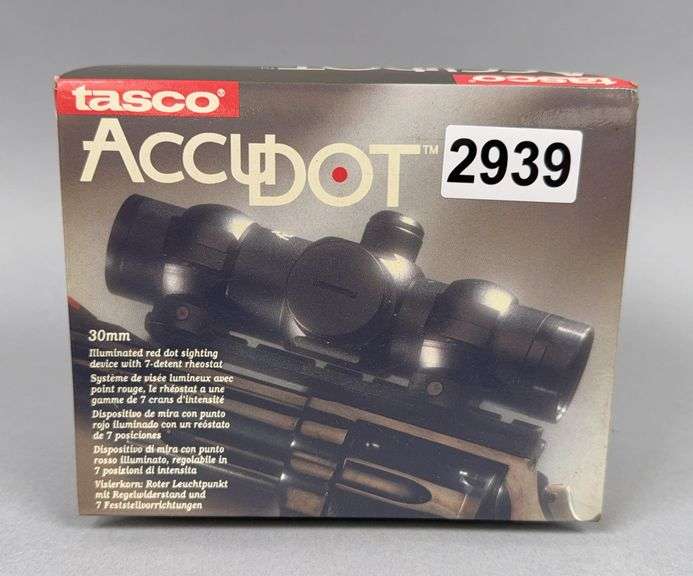 tasco
tasco®
ACCUDOT™
2939
30mm
Illuminated red dot sighting
device with 7-detent rheostat
Système de visée lumineux avec
point rouge, le rhéostat a une
gamme de 7 crans d'intensité
Dispositivo de mira con punto
rojo iluminado con un reóstato
de 7 posiciones
Dispositivo di mira con punto
rosso illuminato, regolabile in
7 posizioni di intensita
Visierkorn: Roter Leuchtpunkt
mit Regelwiderstand und
7 Feststellvorrichtungen